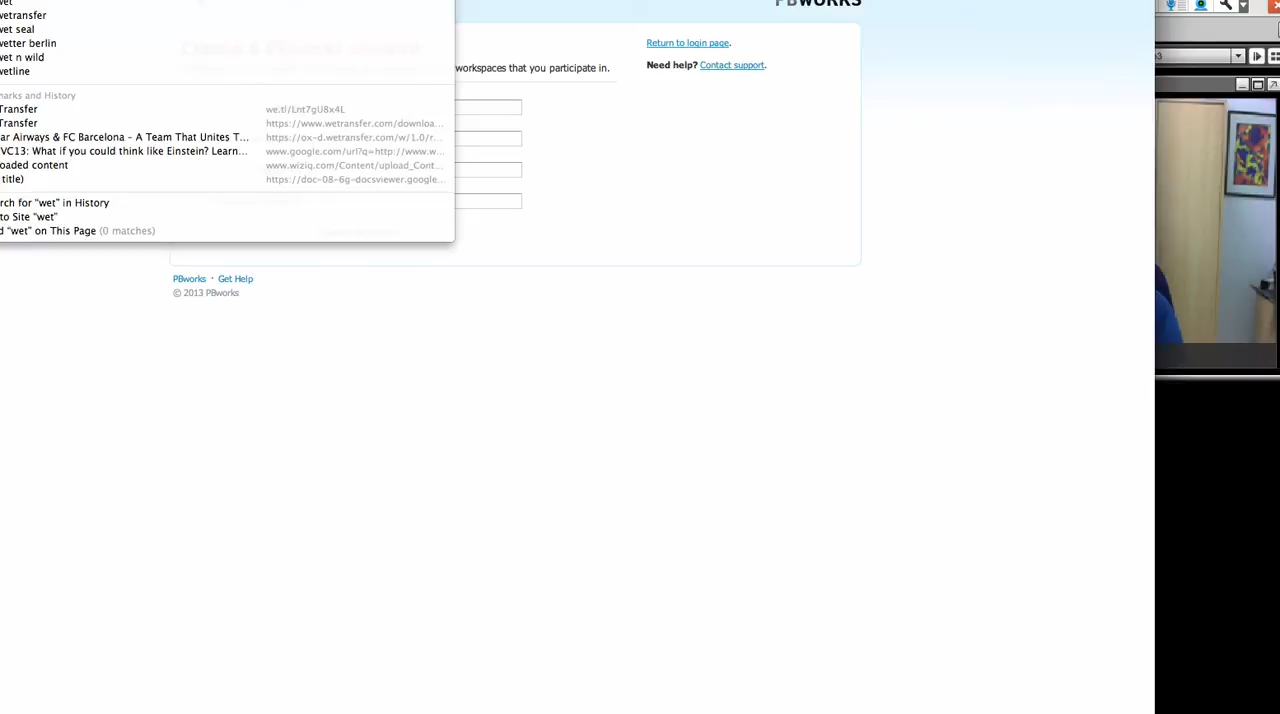 wet
wetransfer
wet seal
wetter berlin
wet n wild
wetline
marks and History
Transfer we.tl/Lnt7gU8x4L
Transfer https://www.wetransfer.com/downloa...
ar Airways & FC Barcelona – A Team That Unites T... https://ox-d.wetransfer.com/w/1.0/r...
VC13: What if you could think like Einstein? Learn... www.google.com/url?q=http://www.w...
oaded content www.wiziq.com/Content/upload_Cont...
title) https://doc-08-6g-docsviewer.google...
rch for “wet” in History
to Site “wet”
d “wet” on This Page (0 matches)
PBWORKS
workspaces that you participate in.
Return to login page.
Need help? Contact support.
PBworks · Get Help
© 2013 PBworks